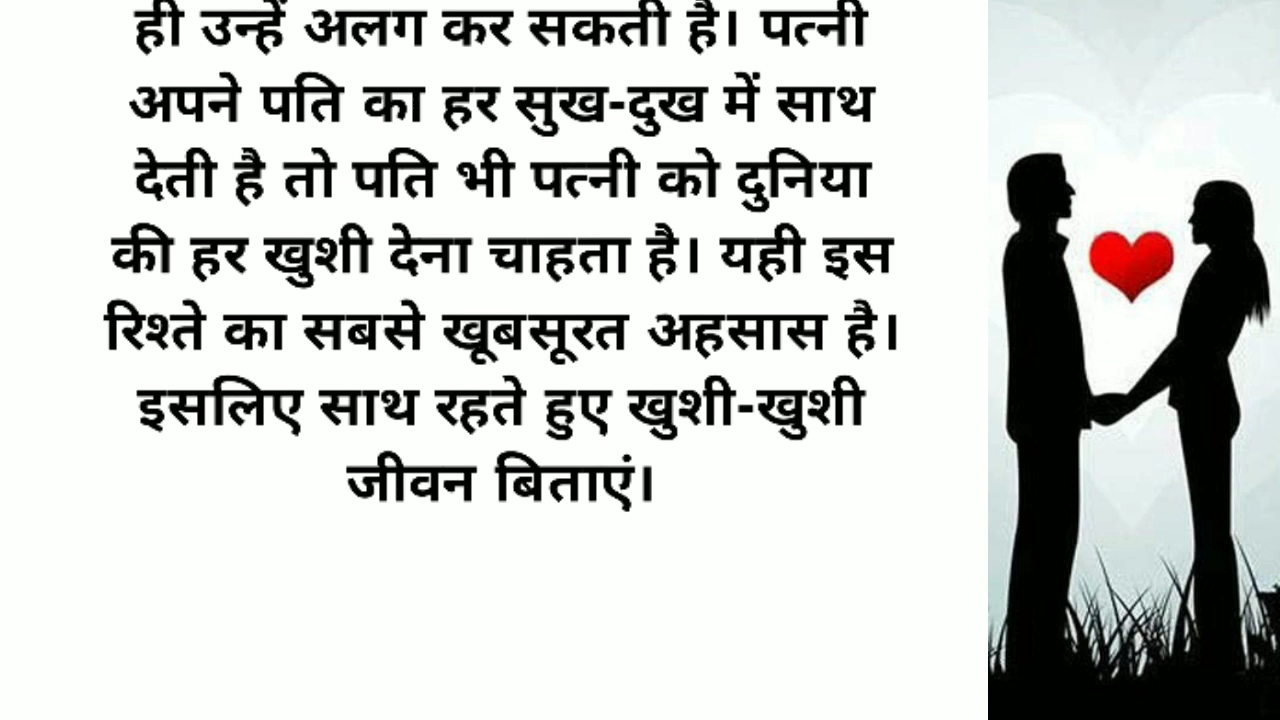 ही उन्हें अलग कर सकती है। पत्नी
अपने पति का हर सुख-दुख में साथ
देती है तो पति भी पत्नी को दुनिया
की हर खुशी देना चाहता है। यही इस
रिश्ते का सबसे खूबसूरत अहसास है।
इसलिए साथ रहते हुए खुशी-खुशी
जीवन बिताएं।